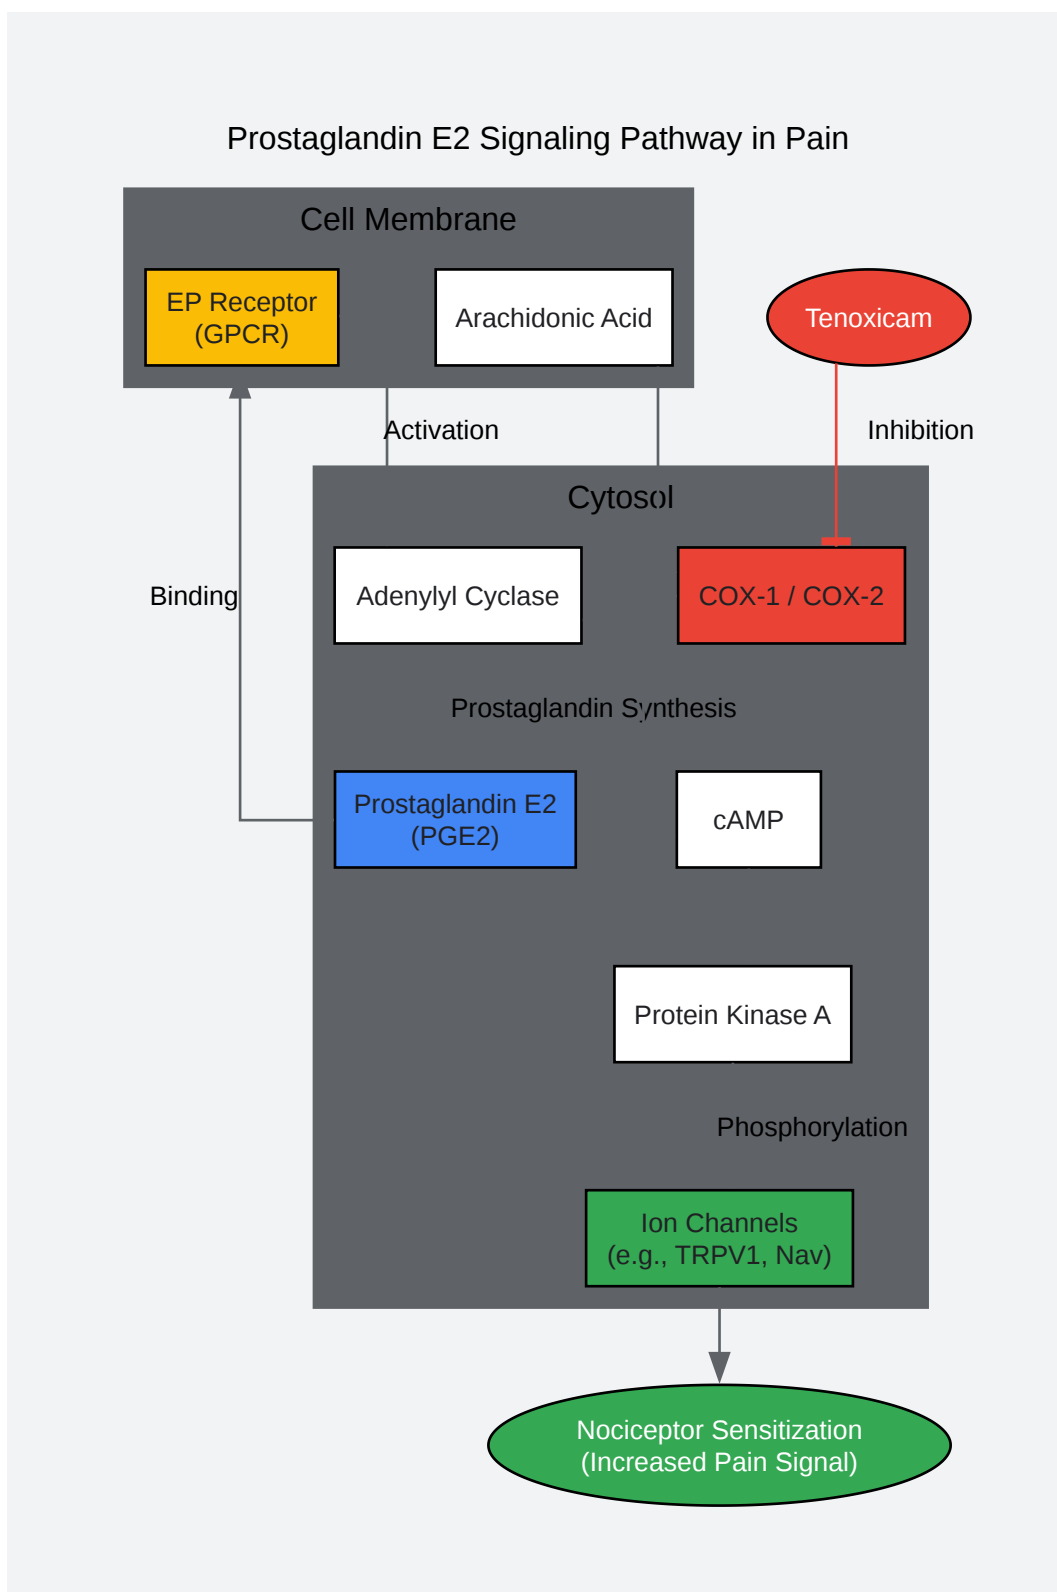 Prostaglandin E2 Signaling Pathway in Pain
Cell Membrane
EP Receptor
(GPCR)
Arachidonic Acid
Tenoxicam
Activation
Inhibition
Cytosol
Adenylyl Cyclase
COX-1 / COX-2
Binding
Prostaglandin Synthesis
Prostaglandin E2
(PGE2)
cAMP
Protein Kinase A
Phosphorylation
Ion Channels
(e.g., TRPV1, Nav)
Nociceptor Sensitization
(Increased Pain Signal)